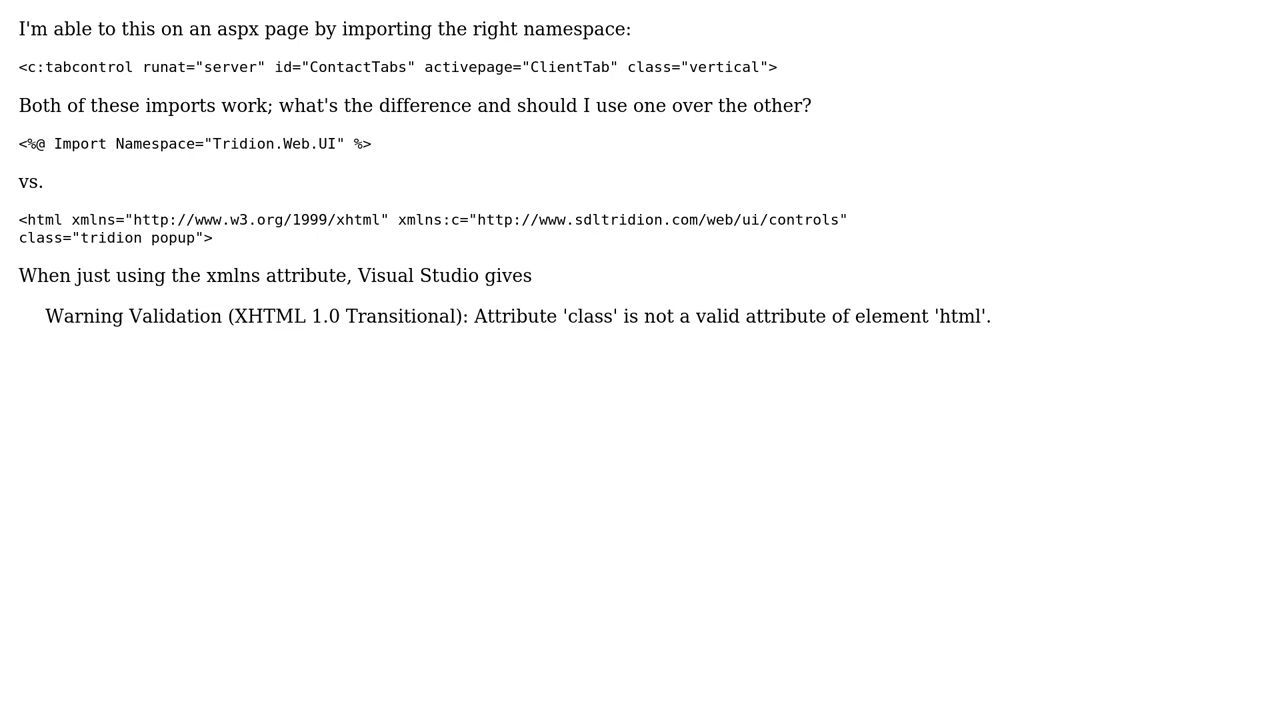 I'm able to this on an aspx page by importing the right namespace:
<c:tabcontrol runat="server" id="ContactTabs" activepage="ClientTab" class="vertical">
Both of these imports work; what's the difference and should I use one over the other?
<%@ Import Namespace="Tridion.Web.UI" %>
vs.
<html xmlns="http://www.w3.org/1999/xhtml" xmlns:c="http://www.sdltridion.com/web/ui/controls"
class="tridion popup">
When just using the xmlns attribute, Visual Studio gives
Warning Validation (XHTML 1.0 Transitional): Attribute 'class' is not a valid attribute of element 'html'.